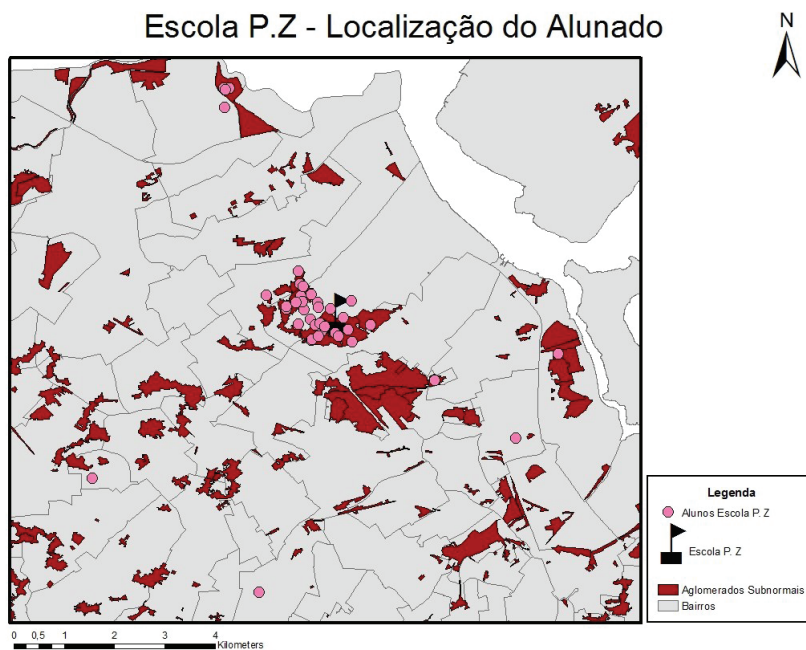 Escola P.Z - Localização do Alunado
N
Legenda
Alunos Escola P. Z
Escola P. Z
Aglomerados Subnormais
Bairros
0 0,5 1 2 3 4
Kilometers